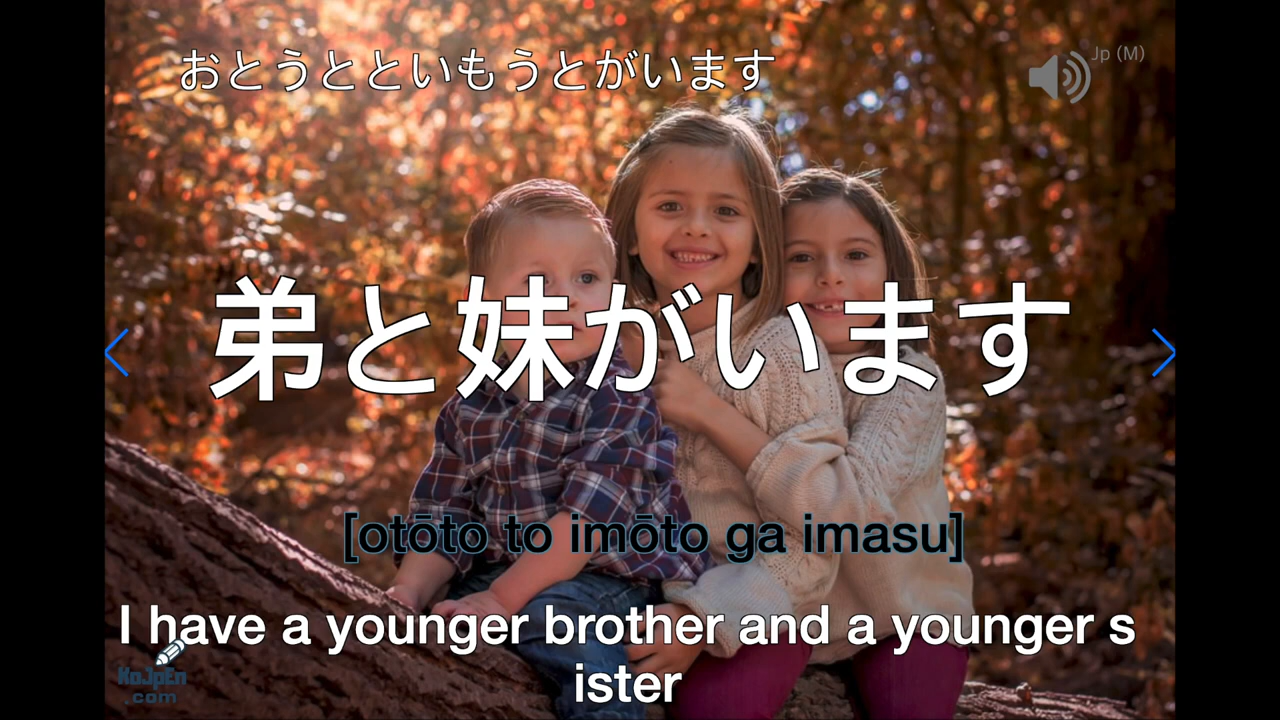 おとうとといもうとがいます
Jp (M)
弟と妹がいます
[otōto to imōto ga imasu]
I have a younger brother and a younger s
ister
KoJpEn
.com